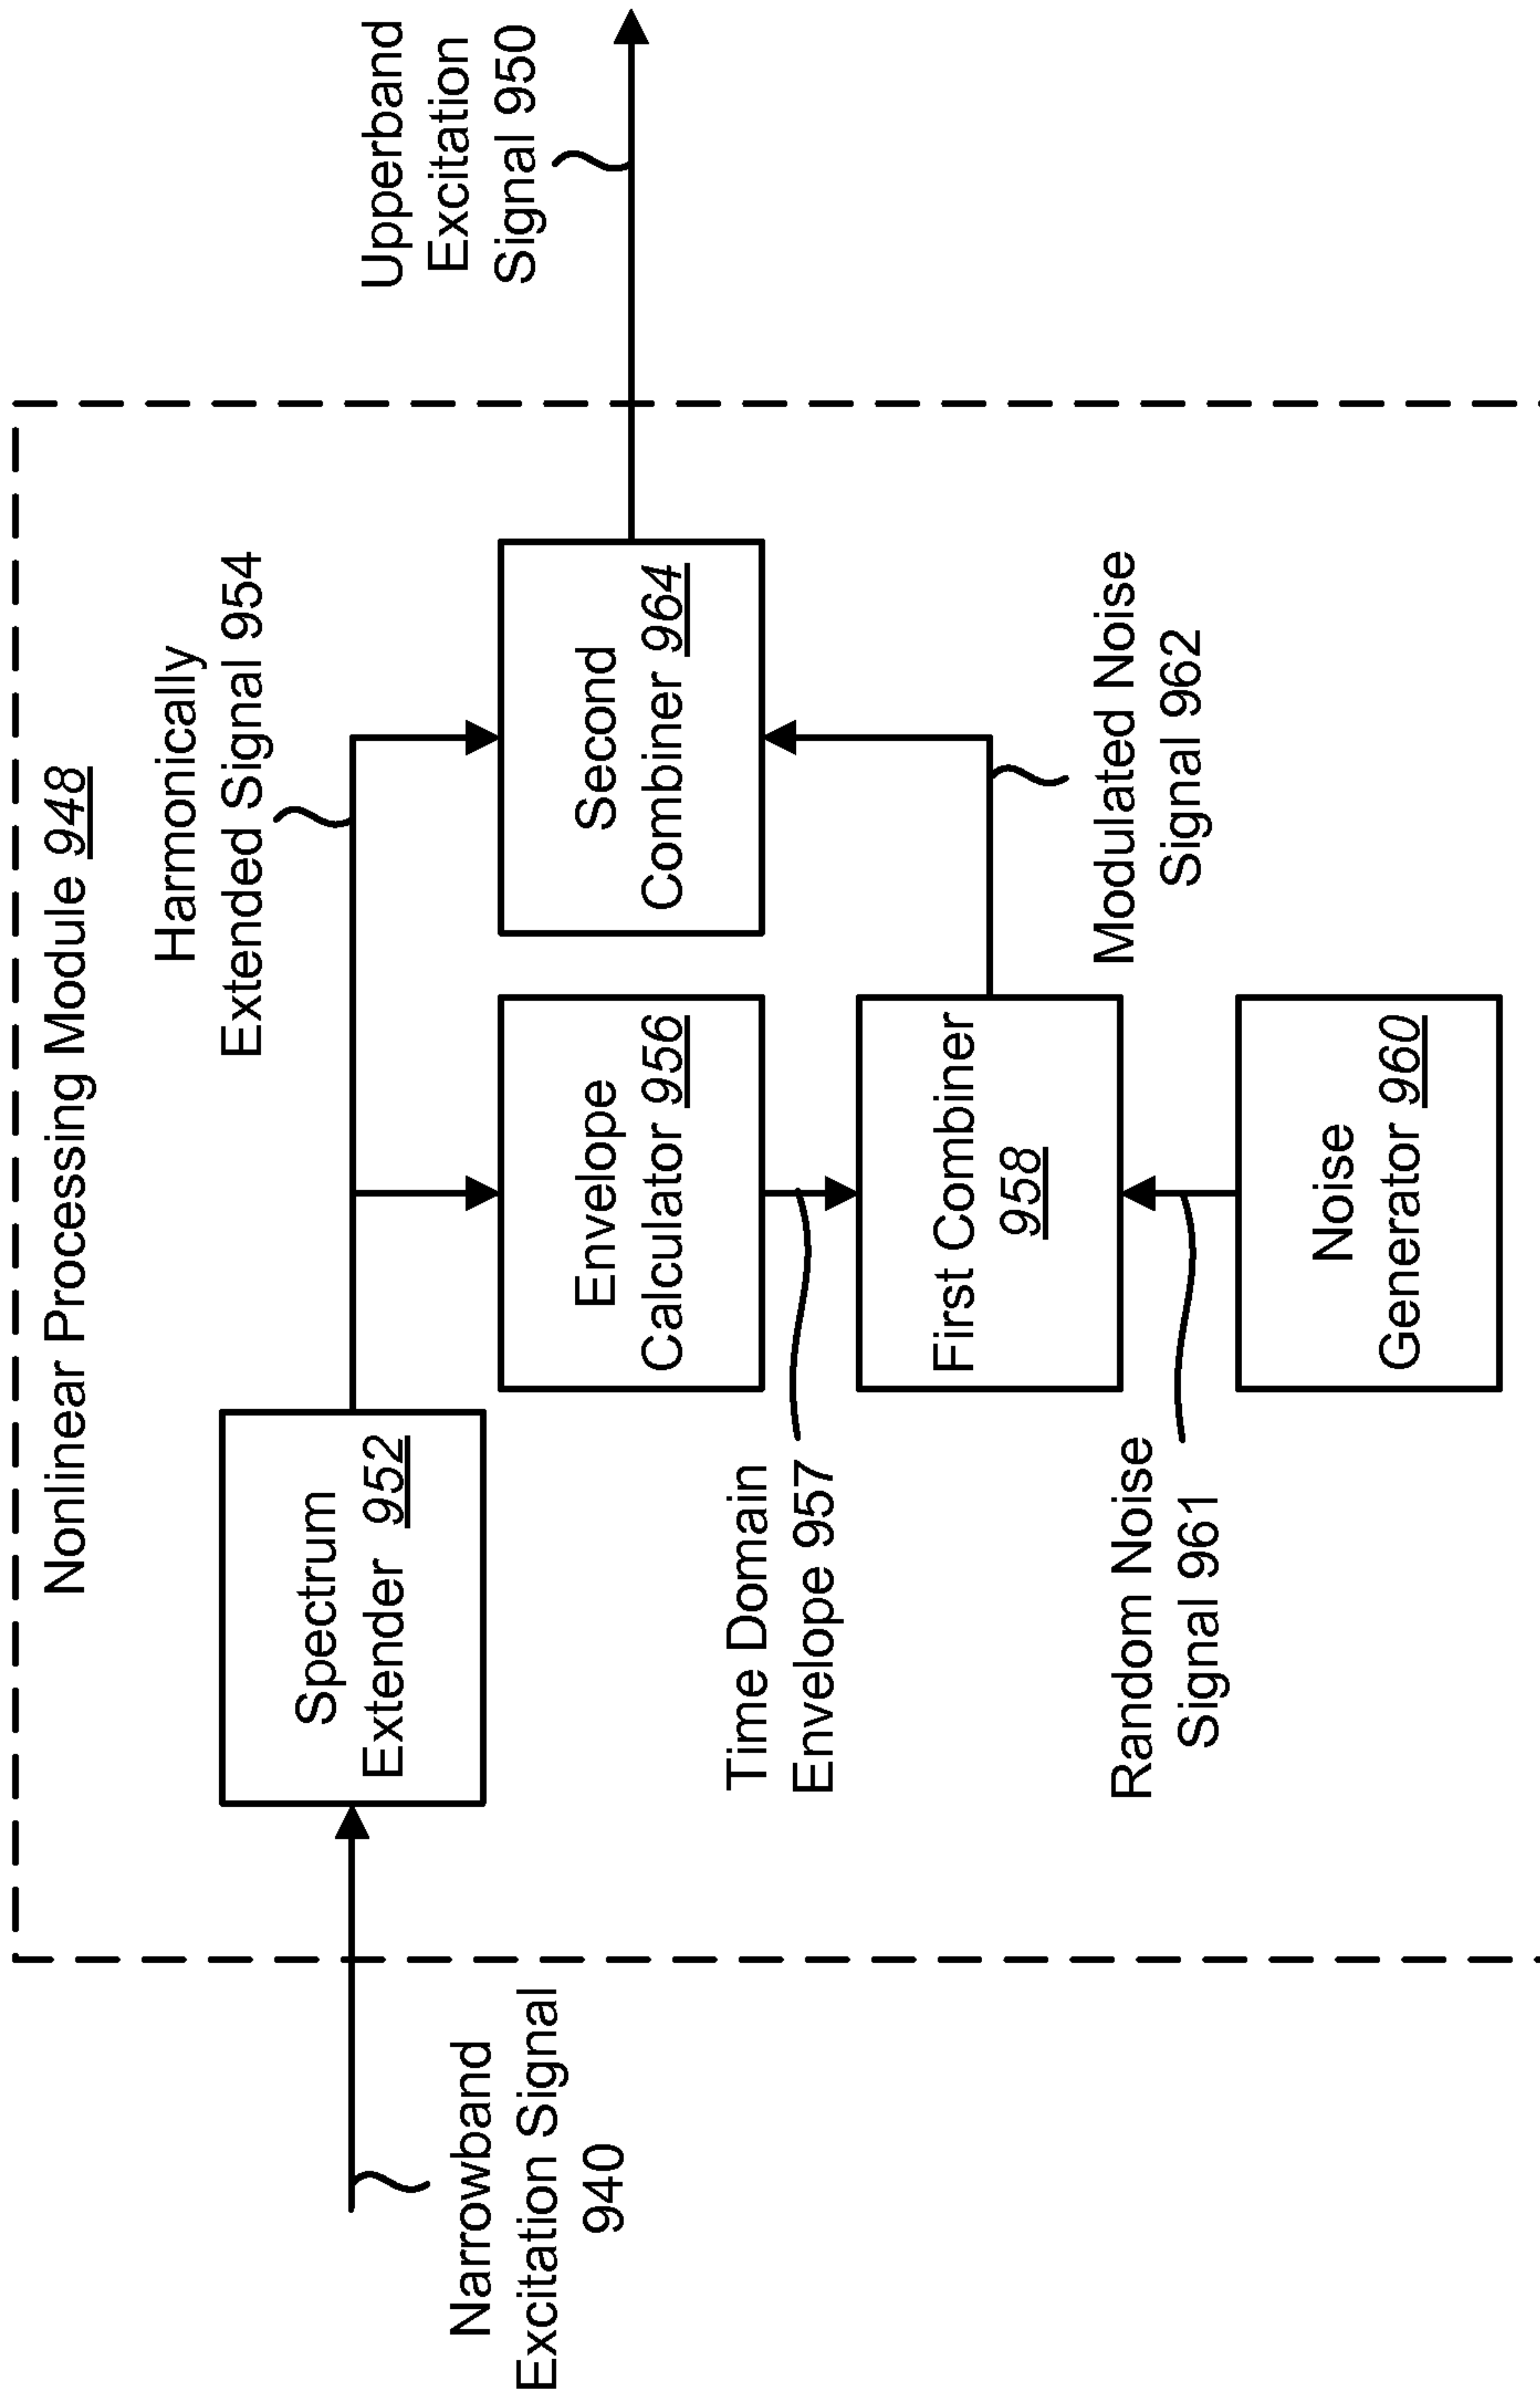 Nonlinear Processing Module 948
Harmonically
Extended Signal 954
Upperband
Excitation
Signal 950
Spectrum
Extender 952
Narrowband
Excitation Signal
940
Envelope
Calculator 956
Second
Combiner 964
Time Domain
Envelope 957
First Combiner
958
Modulated Noise
Signal 962
Random Noise
Signal 961
Noise
Generator 960